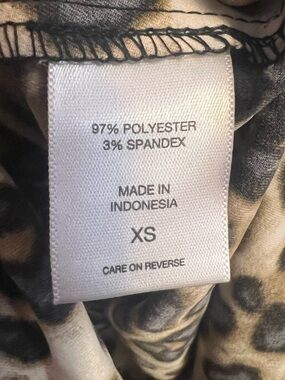 97% POLYESTER
3% SPANDEX
MADE IN
INDONESIA
XS
CARE ON REVERSE